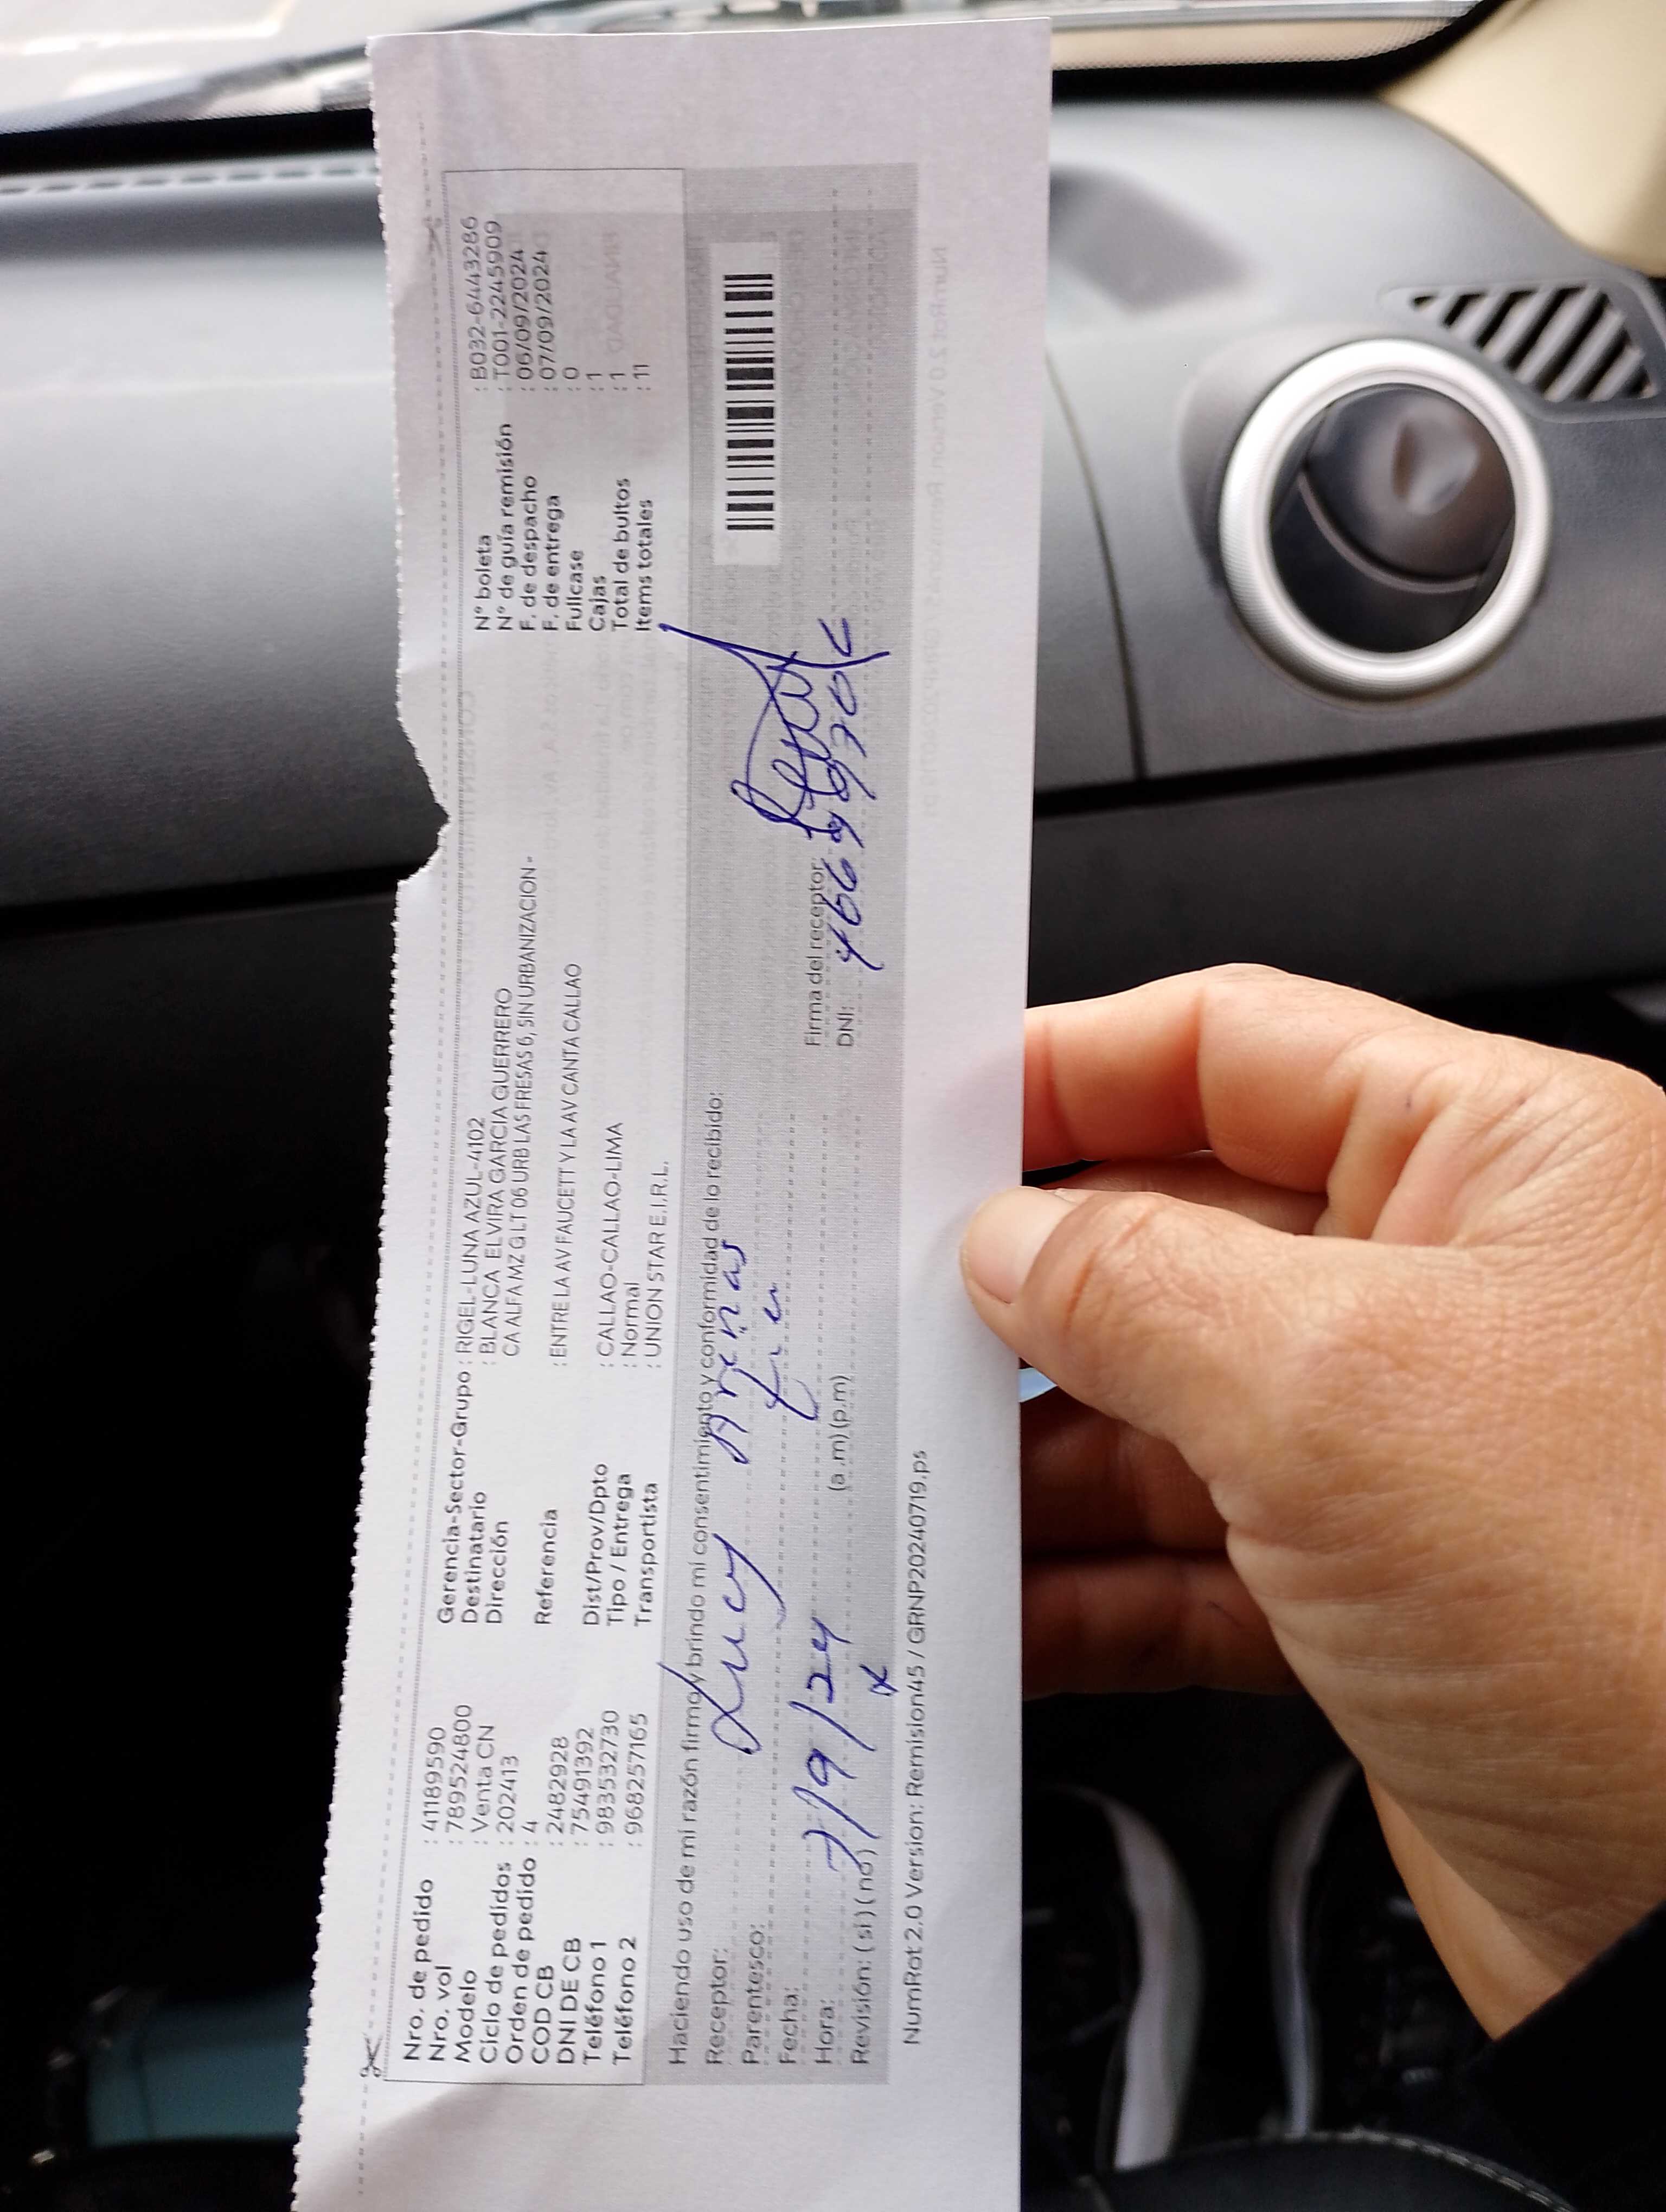 Nro. de pedido : 41189590
Nro. vol : 789524800
Modelo : Venta CN
Ciclo de pedidos : 202413
Orden de pedido : 4
COD CB : 2482928
DNI DE CB : 75491392
Teléfono 1 : 983532730
Teléfono 2 : 968257165
Gerencia-Sector-Grupo : RIGEL-LUNA AZUL-4102
Destinatario : BLANCA ELVIRA GARCIA GUERRERO
Dirección CA ALFA MZ Q LT 06 URB LAS FRESAS 6, SIN URBANIZACION -
Referencia : ENTRE LA AV FAUCETT Y LA AV CANTA CALLAO
Dist/Prov/Dpto : CALLAO-CALLAO-LIMA
Tipo / Entrega : Normal
Transportista : UNION STAR E.I.R.L.
N° boleta : B032-6443286
N° de guía remisión : T001-2245909
F. de despacho : 06/09/2024
F. de entrega : 07/09/2024
Fullcase : 0
Cajas : 1
Total de bultos : 1
Items totales : 11
Haciendo uso de mi razón firmo y brindo mi consentimiento y conformidad de lo recibido:
Receptor: Lucy Arenas
Parentesco:
Fecha: 7/9/24
Hora: (a .m) (p.m)
Revisión: ( si ) ( no ) x
Firma del receptor:
DNI:
NumRot 2.0 Version: Remision45 / GRNP20240719.ps